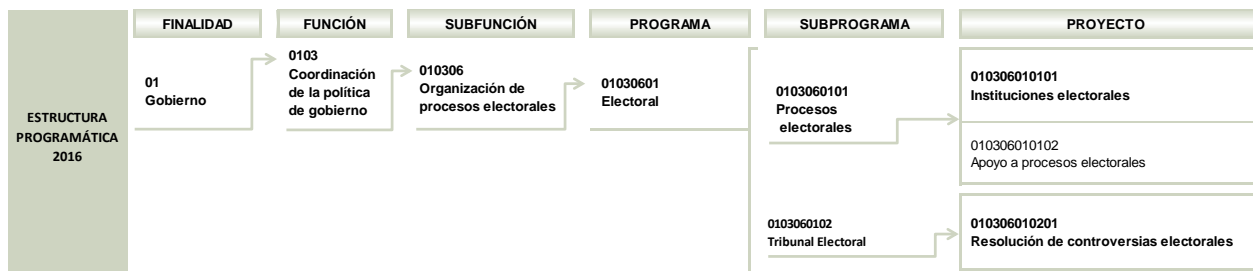 FINALIDAD
FUNCIÓN
SUBFUNCIÓN
PROGRAMA
SUBPROGRAMA
PROYECTO
ESTRUCTURA
PROGRAMÁTICA
2016
01
Gobierno
0103
Coordinación
de la política
de gobierno
010306
Organización de
procesos electorales
01030601
Electoral
0103060101
Procesos
electorales
010306010101
Instituciones electorales
010306010102
Apoyo a procesos electorales
0103060102
Tribunal Electoral
010306010201
Resolución de controversias electorales